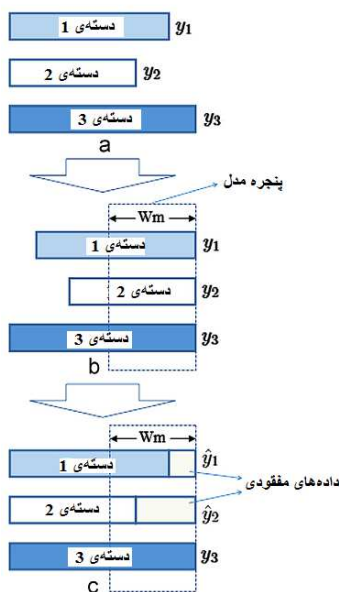 دسته‌ی 1 y₁
دسته‌ی 2 y₂
دسته‌ی 3 y₃
a
پنجره مدل
Wm
دسته‌ی 1 y₁
دسته‌ی 2 y₂
دسته‌ی 3 y₃
b
Wm
دسته‌ی 1 ŷ₁
داده‌های مفقودی
دسته‌ی 2 ŷ₂
دسته‌ی 3 y₃
c